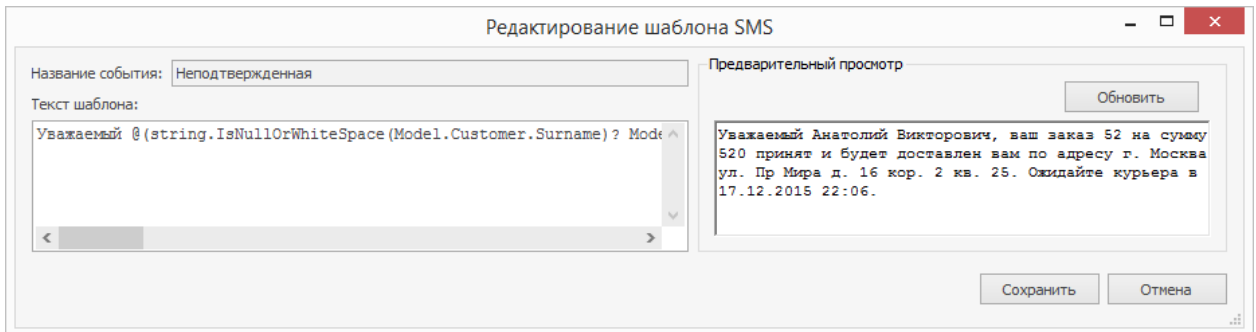 Редактирование шаблона SMS
Название события: Неподтвержденная
Текст шаблона:
Уважаемый @(string.IsNullOrWhiteSpace(Model.Customer.Surname)? Mode
Предварительный просмотр
Обновить
Уважаемый Анатолий Викторович, ваш заказ 52 на сумму
520 принят и будет доставлен вам по адресу г. Москва
ул. Пр Мира д. 16 кор. 2 кв. 25. Ожидайте курьера в
17.12.2015 22:06.
Сохранить
Отмена